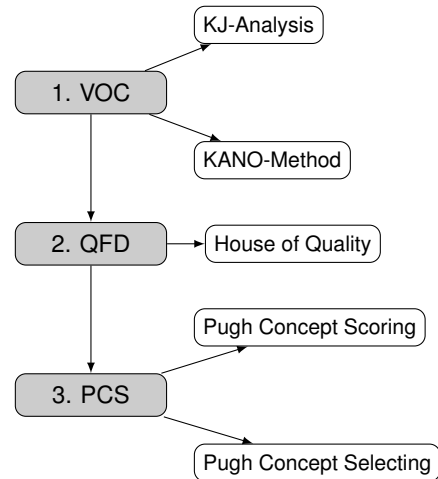 KJ-Analysis
1. VOC
KANO-Method
2. QFD
House of Quality
Pugh Concept Scoring
3. PCS
Pugh Concept Selecting